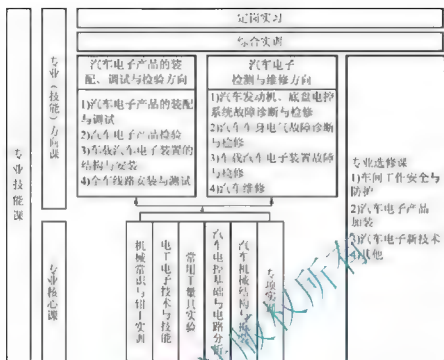 定岗实习
综合实训
专业技能课
专业（技能）方向课
专业核心课
汽车电子产品的装
配、调试与检验方向
1)汽车电子产品的装配
与调试
2)汽车电子产品检验
3)车载汽车电子装置的
结构与安装
4)全车线路安装与测试
汽车电子
检测与维修方向
1)汽车发动机、底盘电控
系统故障诊断与检修
2)汽车车身电气故障诊断
与检修
3)车载汽车电子装置故障
与检修
4)汽车维修
专业选修课
1)车间工作安全与
防护
2)汽车电子产品
加装
3)汽车电子新技术
4)其他
机械常识与钳工实训
电工电子技术与技能
常用工量具实验
汽车电控基础与电路分析
汽车机械结构与
专项实训
版权所有